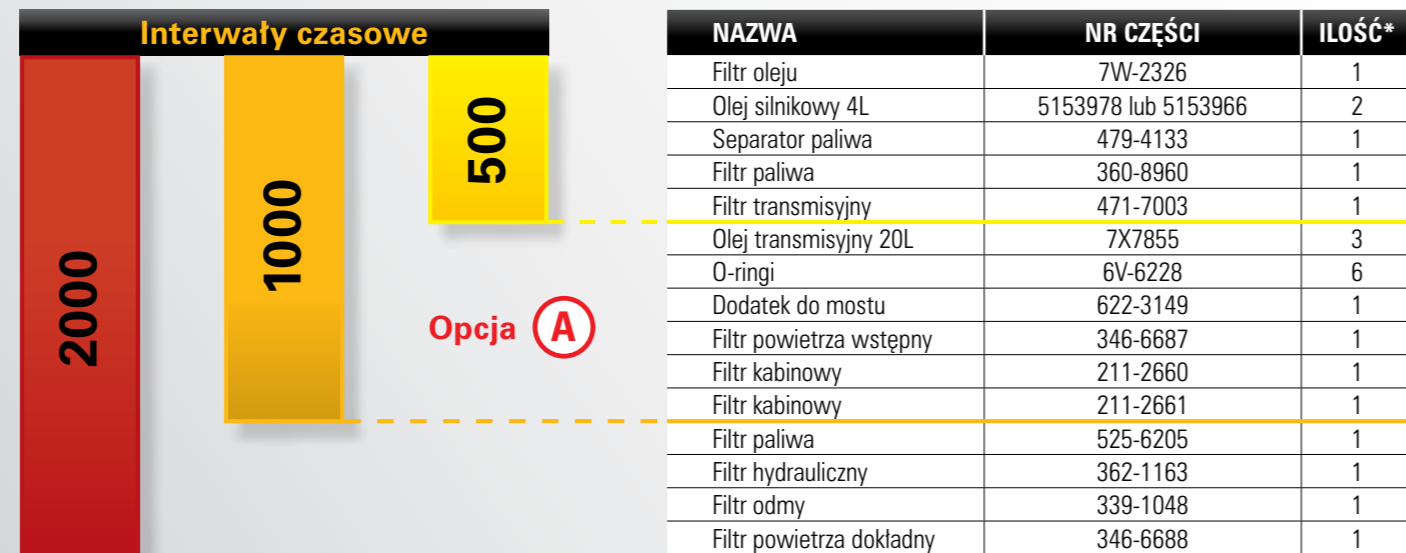 Interwały czasowe
2000
1000
500
Opcja A
NAZWA NR CZĘŚCI ILOŚĆ*
Filtr oleju 7W-2326 1
Olej silnikowy 4L 5153978 lub 5153966 2
Separator paliwa 479-4133 1
Filtr paliwa 360-8960 1
Filtr transmisyjny 471-7003 1
Olej transmisyjny 20L 7X7855 3
O-ringi 6V-6228 6
Dodatek do mostu 622-3149 1
Filtr powietrza wstępny 346-6687 1
Filtr kabinowy 211-2660 1
Filtr kabinowy 211-2661 1
Filtr paliwa 525-6205 1
Filtr hydrauliczny 362-1163 1
Filtr odmy 339-1048 1
Filtr powietrza dokładny 346-6688 1